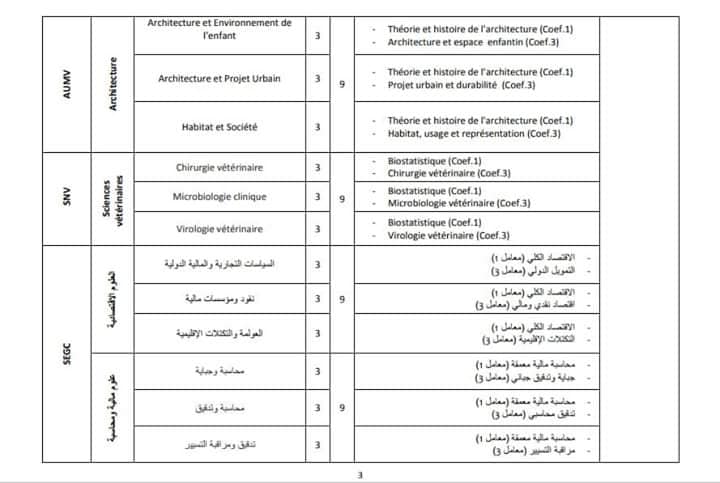 AUMV
Architecture
Architecture et Environnement de
l'enfant
3
- Théorie et histoire de l'architecture (Coef.1)
- Architecture et espace enfantin (Coef.3)
Architecture et Projet Urbain
3
9
- Théorie et histoire de l'architecture (Coef.1)
- Projet urbain et durabilité (Coef.3)
Habitat et Société
3
- Théorie et histoire de l'architecture (Coef.1)
- Habitat, usage et représentation (Coef.3)
SNV
Sciences
vétérinaires
Chirurgie vétérinaire
3
- Biostatistique (Coef.1)
- Chirurgie vétérinaire (Coef.3)
Microbiologie clinique
3
9
- Biostatistique (Coef.1)
- Microbiologie vétérinaire (Coef.3)
Virologie vétérinaire
3
- Biostatistique (Coef.1)
- Virologie vétérinaire (Coef.3)
SEGC
العلوم الاقتصادية
السياسات التجارية والمالية الدولية
3
- الاقتصاد الكلي (معامل 1)
- التمويل الدولي (معامل 3)
نقود ومؤسسات مالية
3
9
- الاقتصاد الكلي (معامل 1)
- اقتصاد نقدي ومالي (معامل 3)
العولمة والتكتلات الإقليمية
3
- الاقتصاد الكلي (معامل 1)
- التكتلات الإقليمية (معامل 3)
علوم مالية ومحاسبة
محاسبة وجباية
3
- محاسبة مالية معمقة (معامل 1)
- جباية وتدقيق جبائي (معامل 3)
محاسبة وتدقيق
3
9
- محاسبة مالية معمقة (معامل 1)
- تدقيق محاسبي (معامل 3)
تدقيق ومراقبة التسيير
3
- محاسبة مالية معمقة (معامل 1)
- مراقبة التسيير (معامل 3)
3